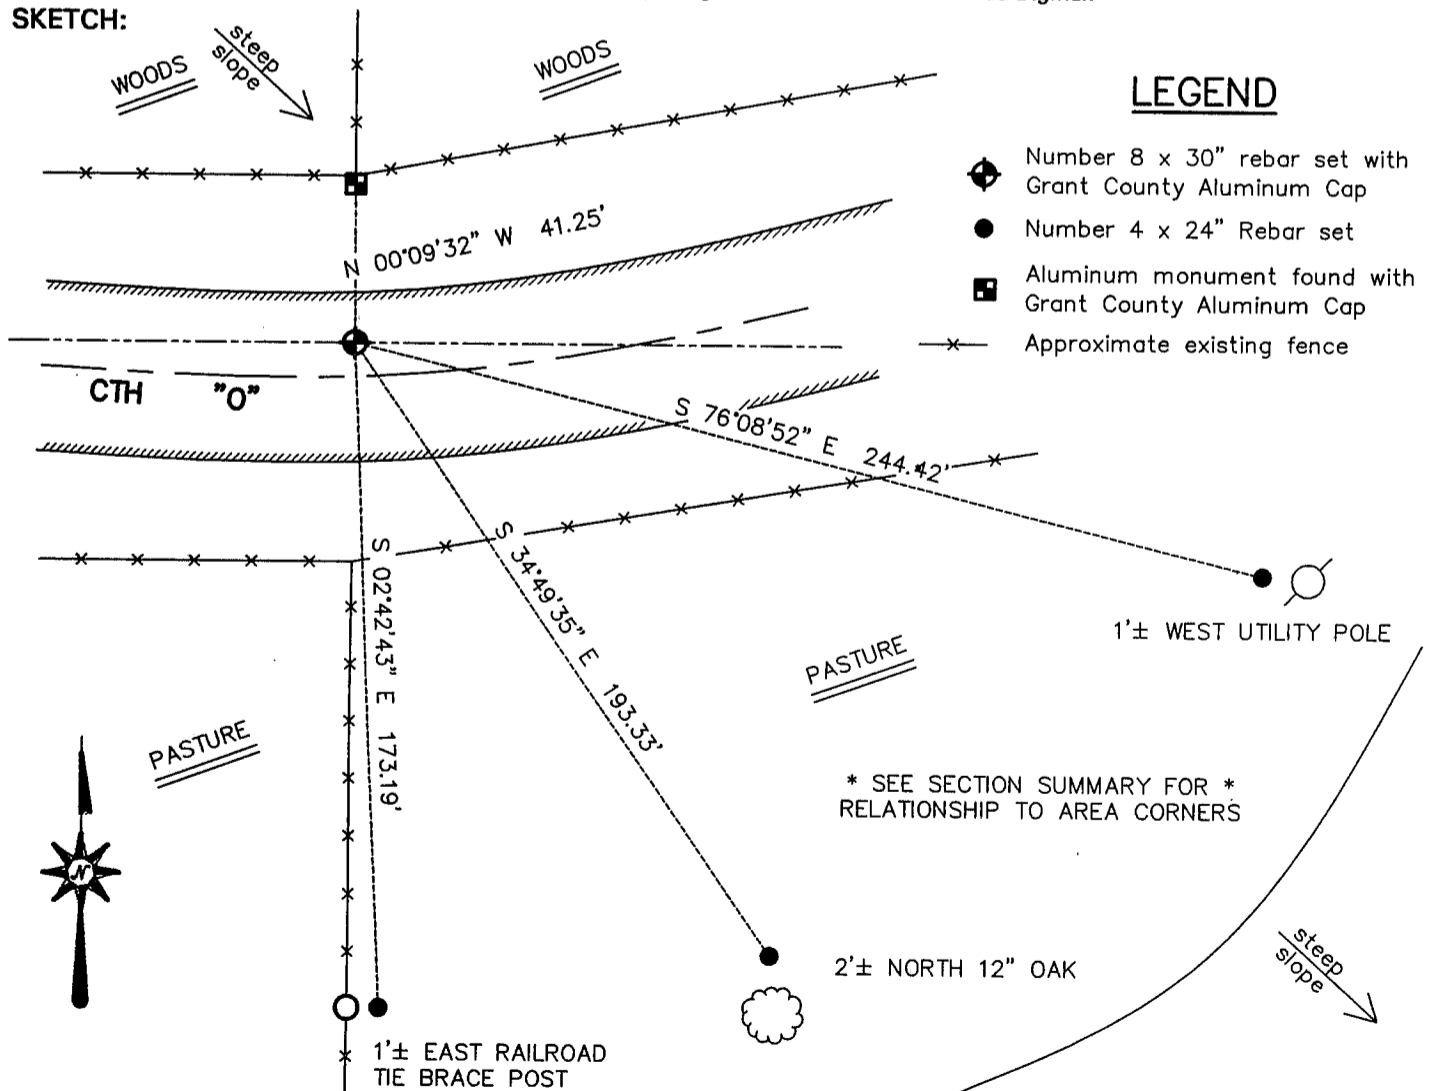 SKETCH:
WOODS
steep
slope
WOODS
LEGEND
Number 8 x 30" rebar set with
Grant County Aluminum Cap
Number 4 x 24" Rebar set
Aluminum monument found with
Grant County Aluminum Cap
Approximate existing fence
N 00°09'32" W 41.25'
CTH "O"
S 76°08'52" E 244.42'
S 34°49'35" E 193.33'
S 02°42'43" E 173.19'
1'± WEST UTILITY POLE
PASTURE
PASTURE
* SEE SECTION SUMMARY FOR *
RELATIONSHIP TO AREA CORNERS
N
2'± NORTH 12" OAK
steep
slope
1'± EAST RAILROAD
TIE BRACE POST